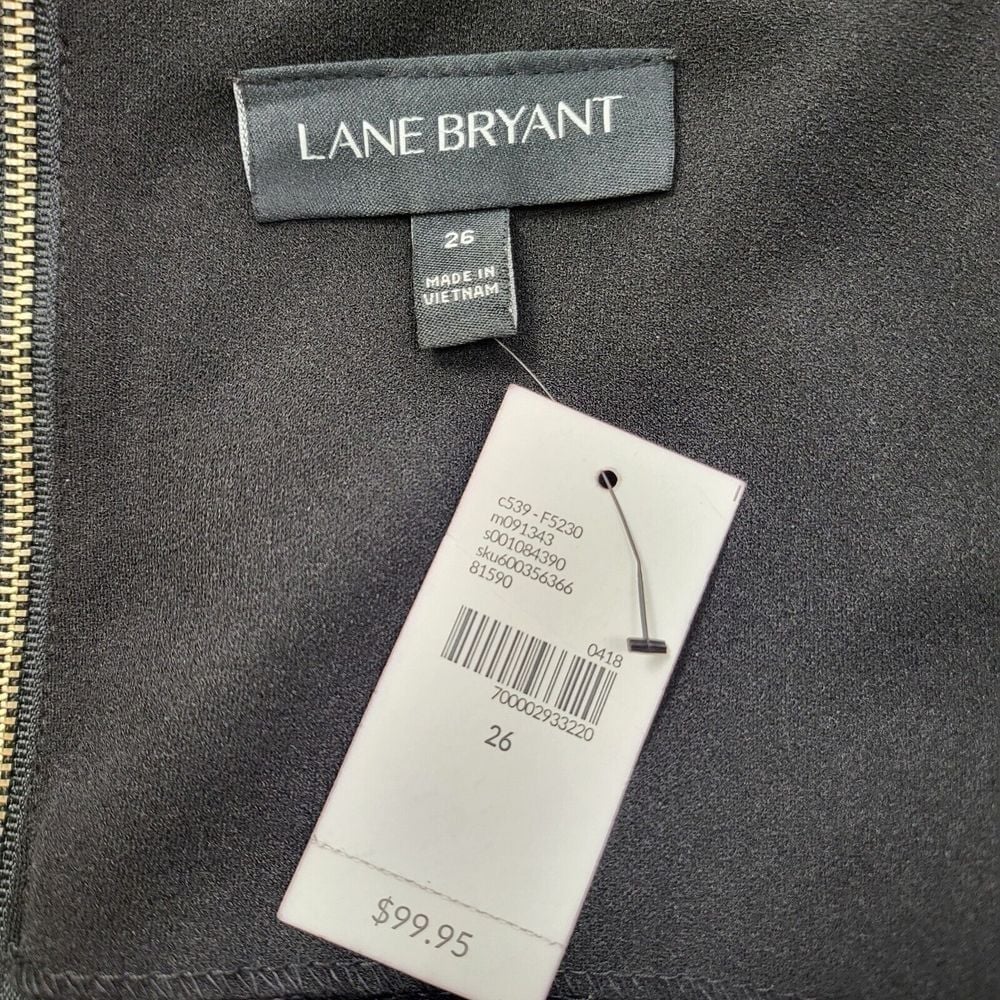 LANE BRYANT
26
MADE IN
VIETNAM
c539 - F5230
m091343
s001084390
sku600356366
81590
0418
700002933220
26
$99.95